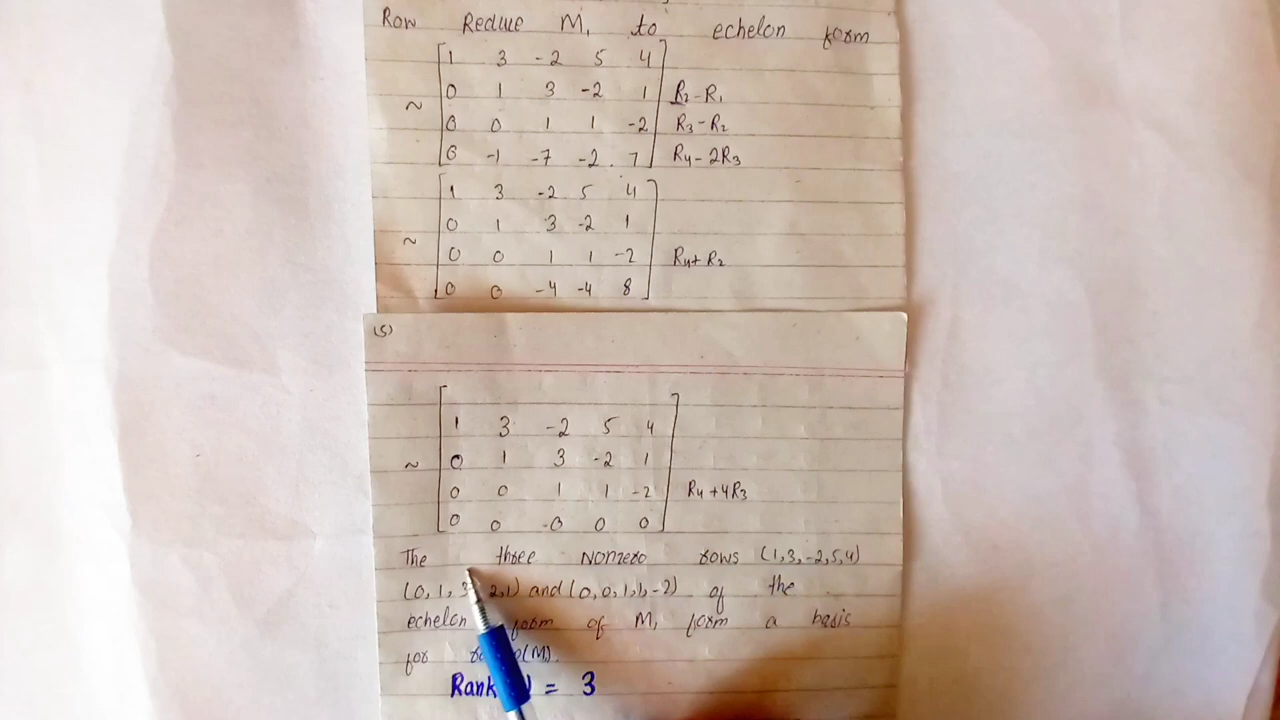 Row Reduce M, to echelon form
1 3 -2 5 4
0 1 3 -2 1 R2-R1
~ 0 0 1 1 -2 R3-R2
0 -1 -7 -2 7 R4-2R3
1 3 -2 5 4
0 1 3 -2 1
~ 0 0 1 1 -2 R4+R2
0 0 -4 -4 8
(5)
1 3 -2 5 4
~ 0 1 3 -2 1
0 0 1 1 -2 R4+4R3
0 0 -0 0 0
The three Nonzero rows (1,3,-2,5,4)
(0,1,3 2,1) and (0,0,1,1,-2) of the
echelon form of M, form a basis
for (M).
Rank = 3